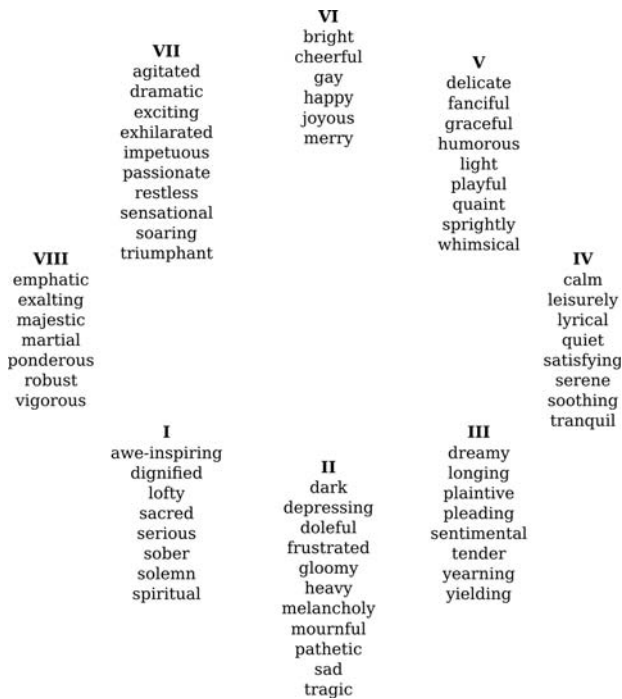 VI
bright
cheerful
gay
happy
joyous
merry
VII
agitated
dramatic
exciting
exhilarated
impetuous
passionate
restless
sensational
soaring
triumphant
V
delicate
fanciful
graceful
humorous
light
playful
quaint
sprightly
whimsical
VIII
emphatic
exalting
majestic
martial
ponderous
robust
vigorous
IV
calm
leisurely
lyrical
quiet
satisfying
serene
soothing
tranquil
I
awe-inspiring
dignified
lofty
sacred
serious
sober
solemn
spiritual
II
dark
depressing
doleful
frustrated
gloomy
heavy
melancholy
mournful
pathetic
sad
tragic
III
dreamy
longing
plaintive
pleading
sentimental
tender
yearning
yielding